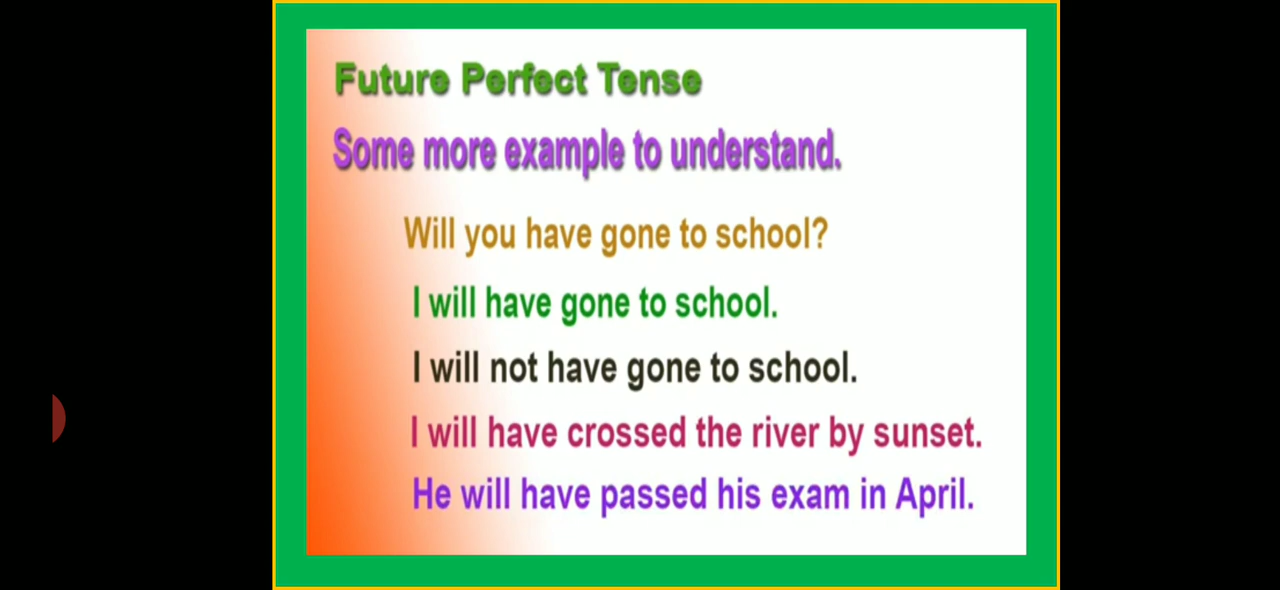 Future Perfect Tense
Some more example to understand.
Will you have gone to school?
I will have gone to school.
I will not have gone to school.
I will have crossed the river by sunset.
He will have passed his exam in April.